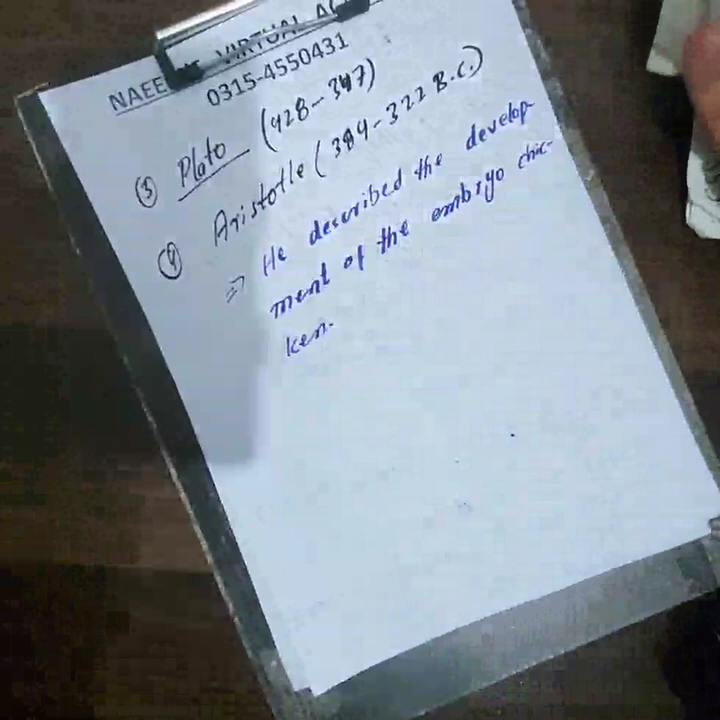 VIRTUAL
0315-4550431
③ Plato (428-347)
④ Aristotle (384-322 B.C.)
⇒ He described the develop-
ment of the embryo chic-
ken.